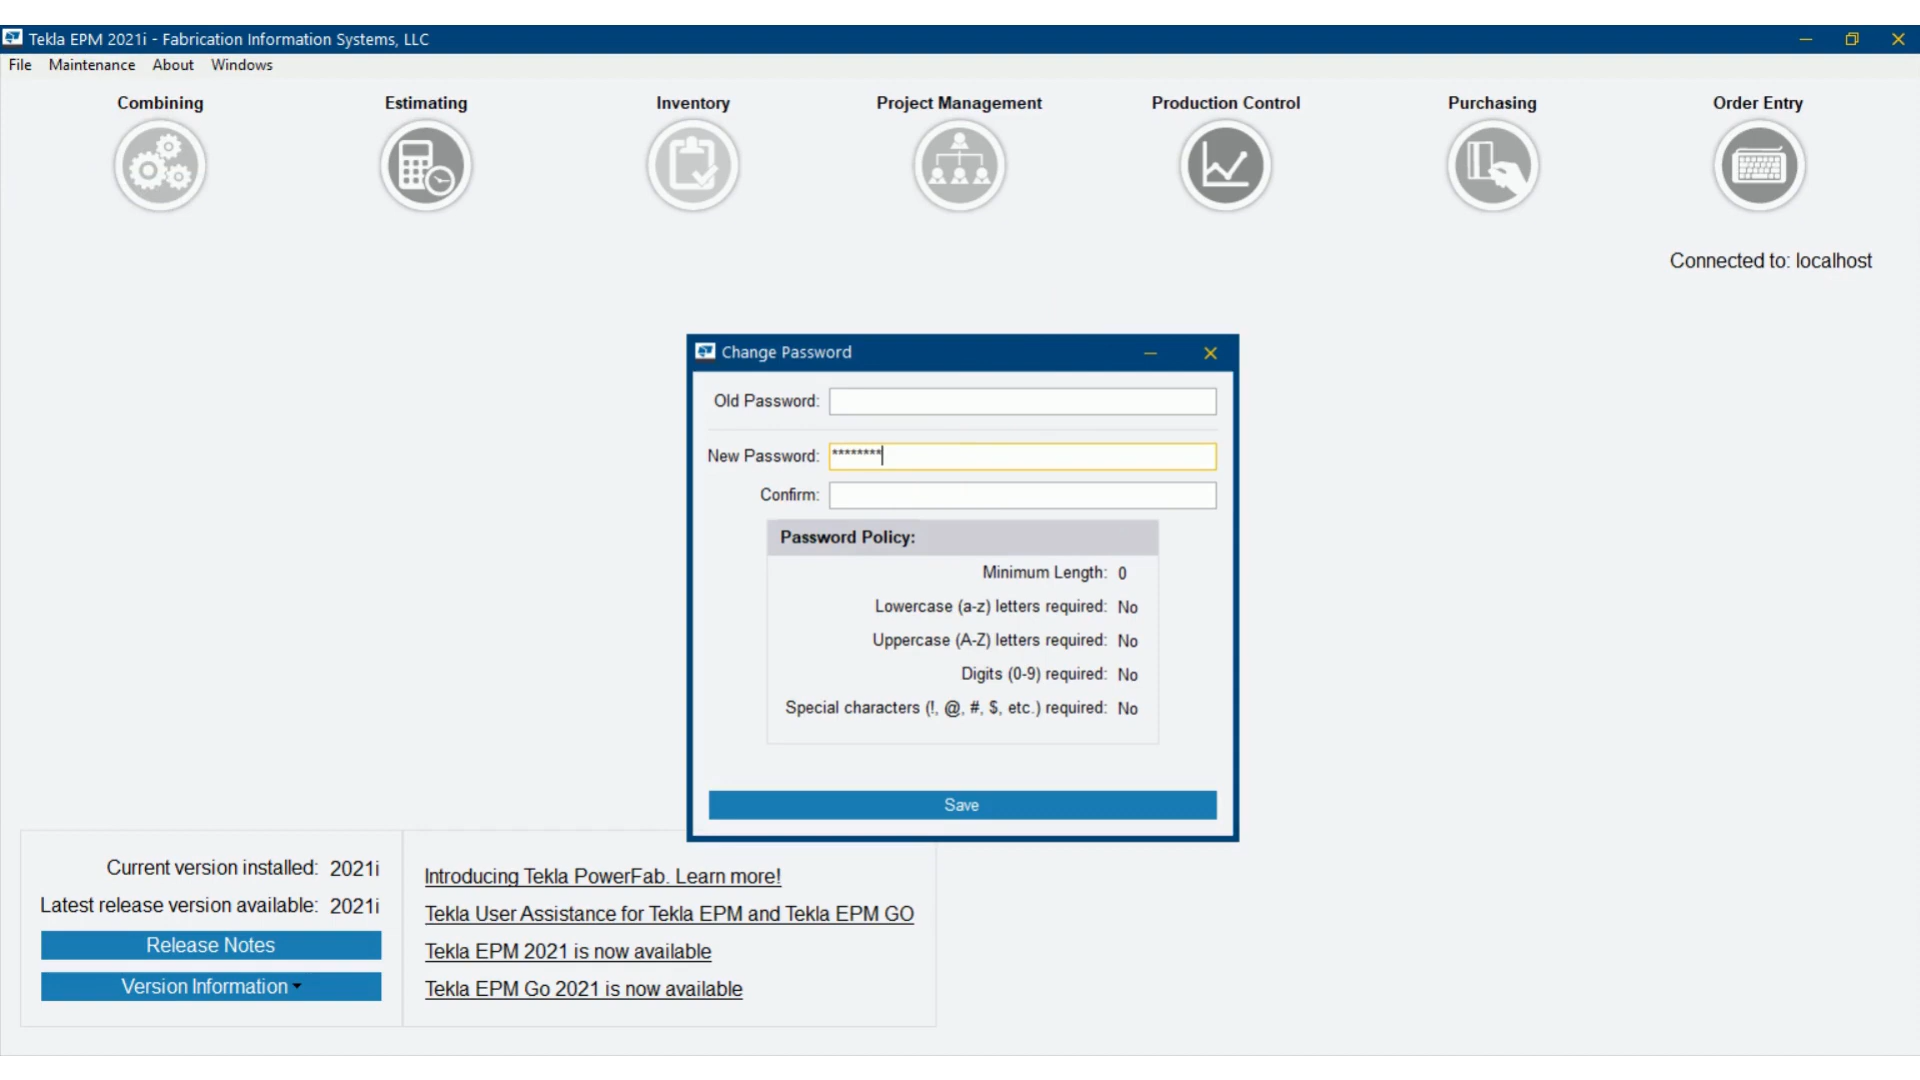 Tekla EPM 2021i - Fabrication Information Systems, LLC
File Maintenance About Windows
Combining Estimating Inventory Project Management Production Control Purchasing Order Entry
Connected to: localhost
Change Password
Old Password:
New Password: ********
Confirm:
Password Policy:
Minimum Length: 0
Lowercase (a-z) letters required: No
Uppercase (A-Z) letters required: No
Digits (0-9) required: No
Special characters (!, @, #, $, etc.) required: No
Save
Current version installed: 2021i
Latest release version available: 2021i
Release Notes
Version Information
Introducing Tekla PowerFab. Learn more!
Tekla User Assistance for Tekla EPM and Tekla EPM GO
Tekla EPM 2021 is now available
Tekla EPM Go 2021 is now available